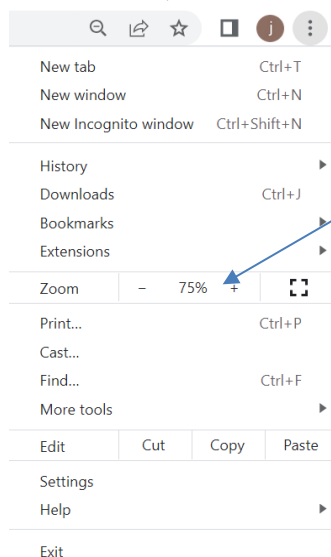 j
New tab Ctrl+T
New window Ctrl+N
New Incognito window Ctrl+Shift+N
History
Downloads Ctrl+J
Bookmarks
Extensions
Zoom - 75% +
Print... Ctrl+P
Cast...
Find... Ctrl+F
More tools
Edit Cut Copy Paste
Settings
Help
Exit